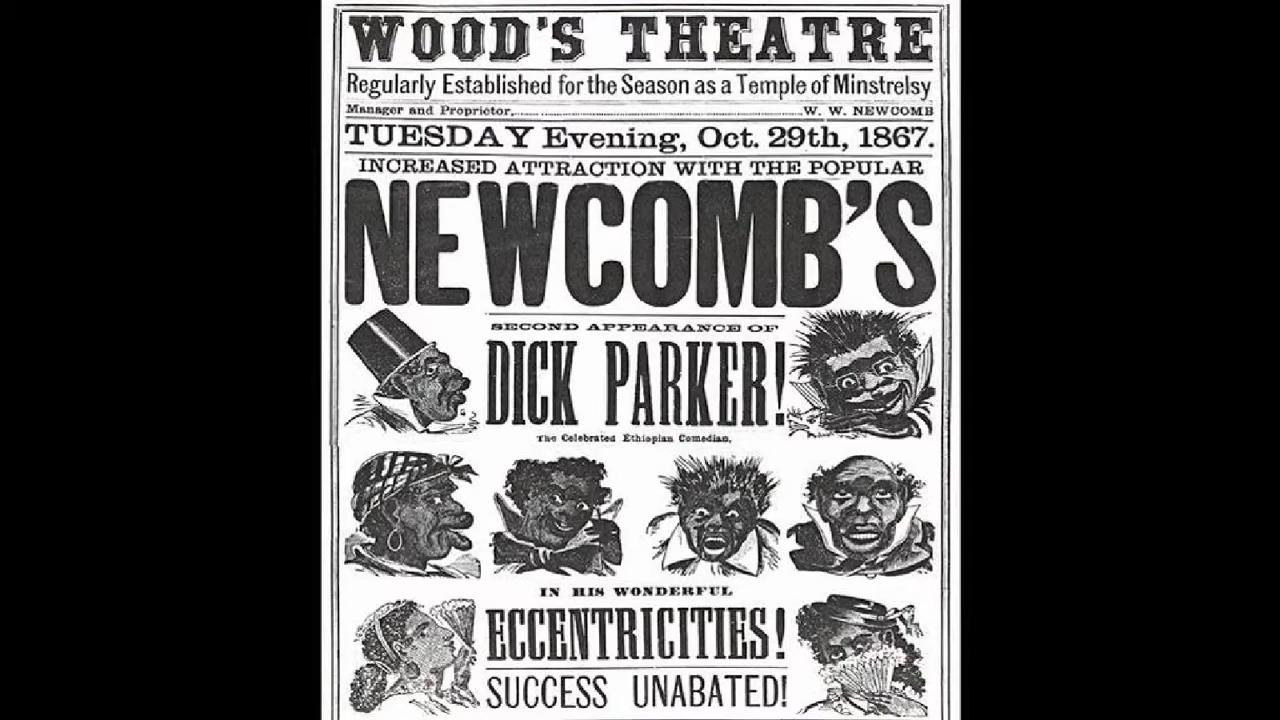 WOOD'S THEATRE
Regularly Established for the Season as a Temple of Minstrelsy
Manager and Proprietor,........W. W. NEWCOMB
TUESDAY Evening, Oct. 29th, 1867.
INCREASED ATTRACTION WITH THE POPULAR
NEWCOMB'S
SECOND APPEARANCE OF
DICK PARKER!
The Celebrated Ethiopian Comedian,
IN HIS WONDERFUL
ECCENTRICITIES!
SUCCESS UNABATED!